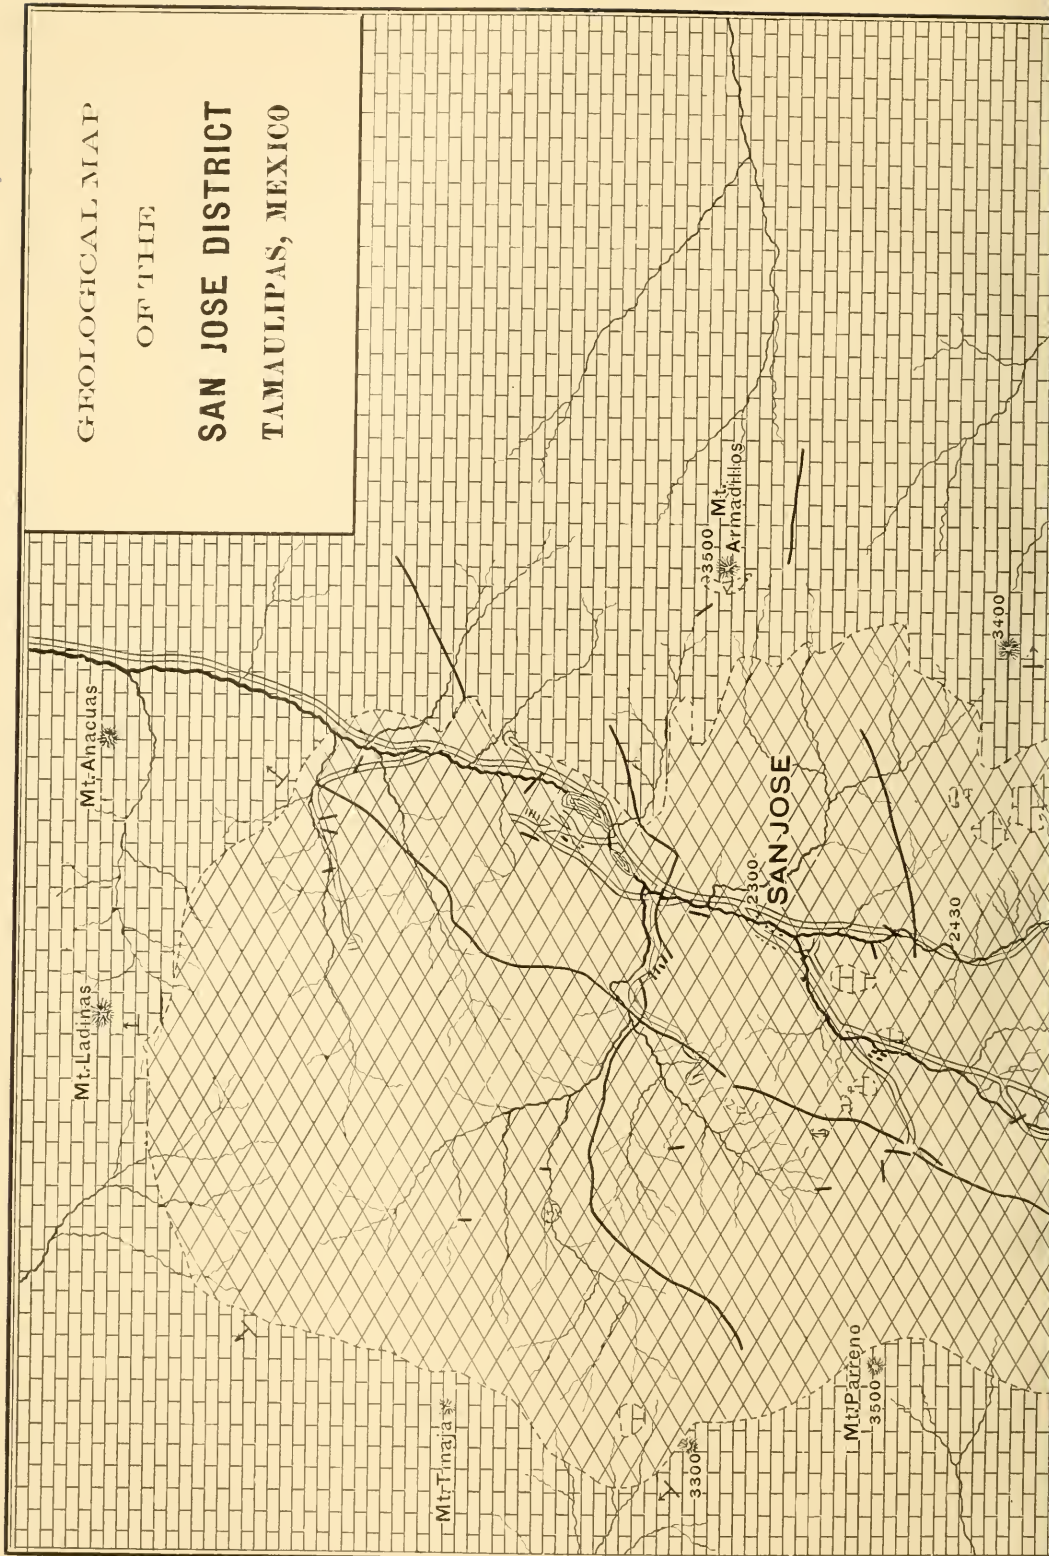 GEOLOGICAL MAP
OF THE
SAN JOSE DISTRICT
TAMAULIPAS, MEXICO
Mt. Anacuas
Mt. Ladinas
3500 Mt.
Armadillos
3400
SAN JOSE
2300
2430
Mt. Tinaja
3300
Mt. Parreno
3500